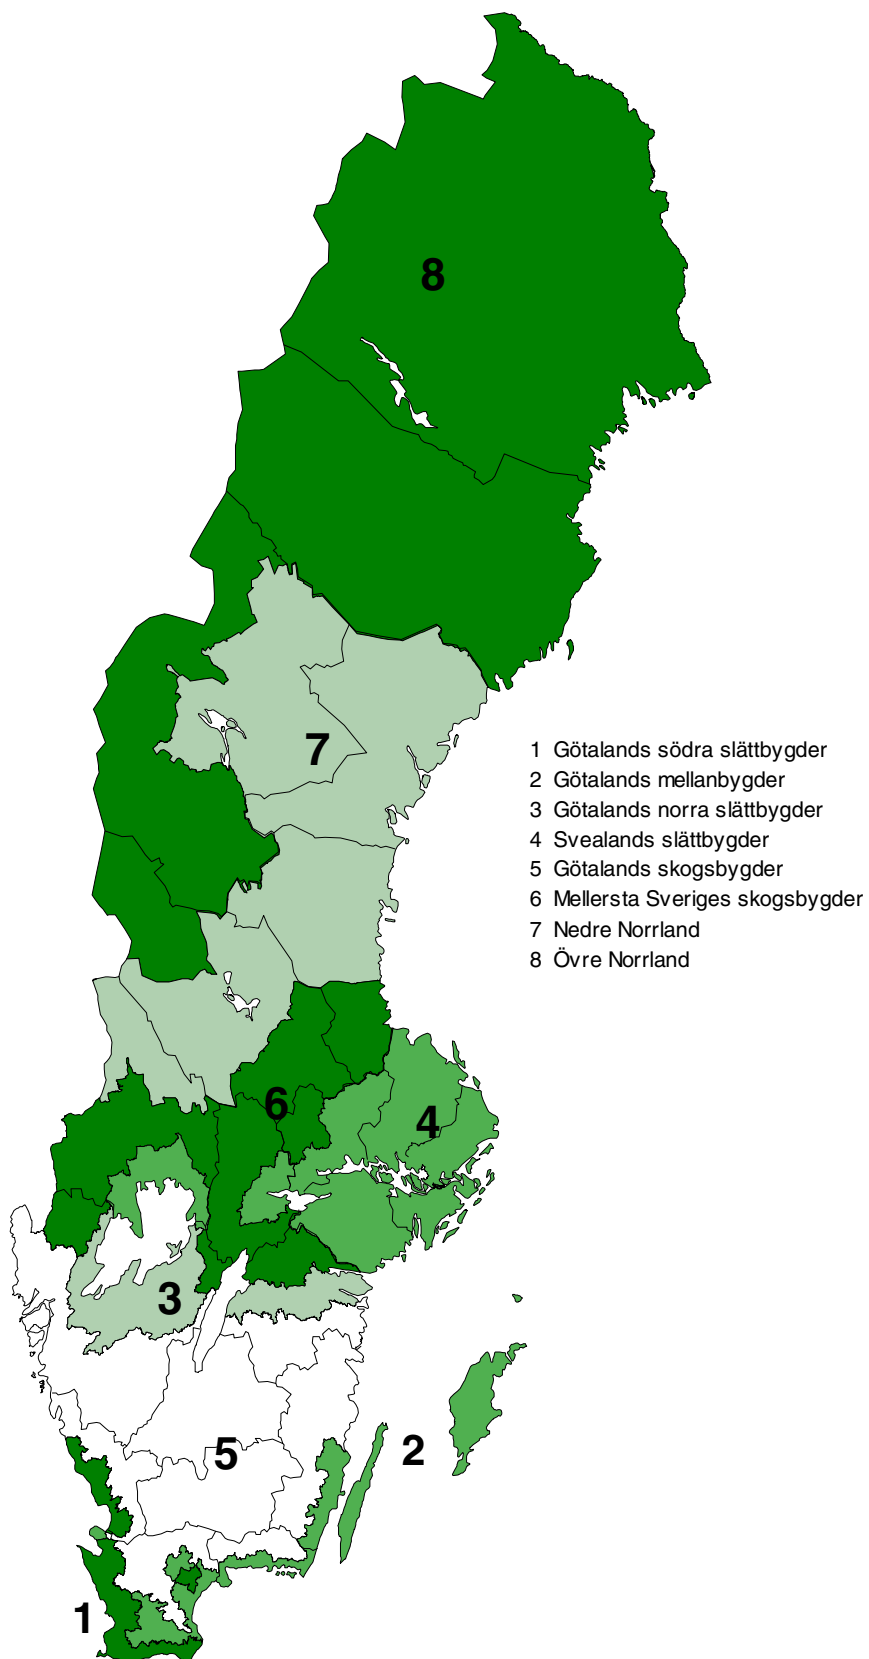 8
7
1 Götalands södra slättbygder
2 Götalands mellanbygder
3 Götalands norra slättbygder
4 Svealands slättbygder
5 Götalands skogsbygder
6 Mellersta Sveriges skogsbygder
7 Nedre Norrland
8 Övre Norrland
6
4
3
2
5
1